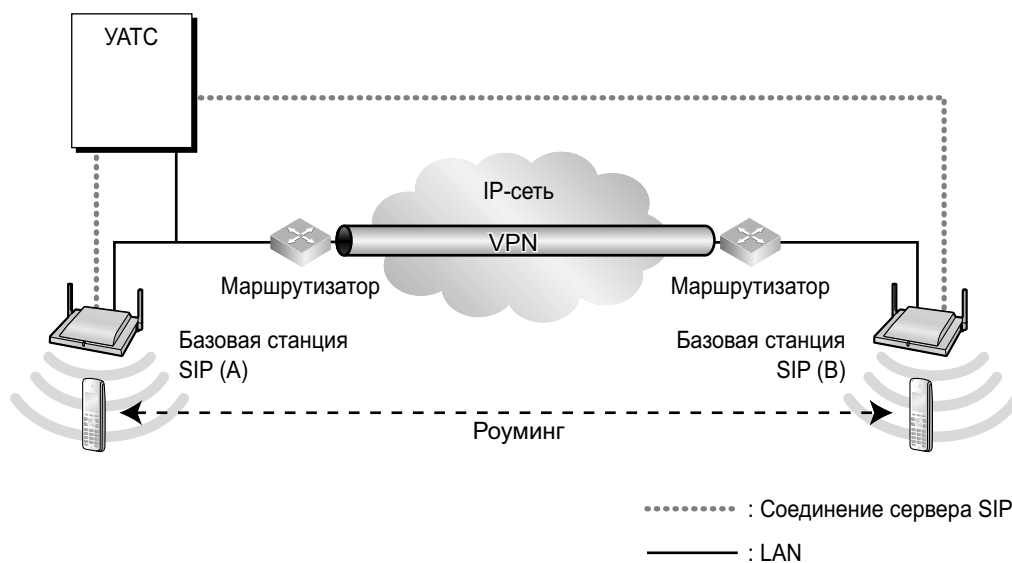 УАТС
IP-сеть
VPN
Маршрутизатор
Маршрутизатор
Базовая станция
SIP (A)
Базовая станция
SIP (B)
Роуминг
: Соединение сервера SIP
: LAN